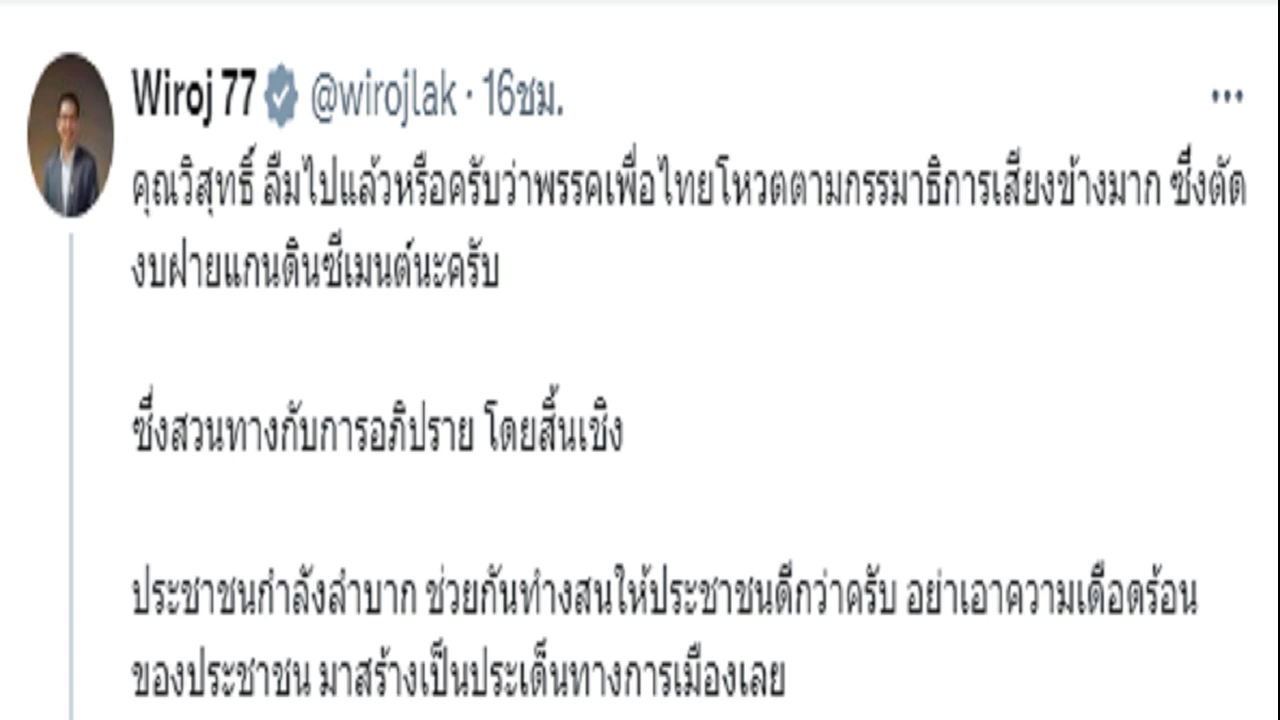 Wiroj 77 @wirojlak · 16ชม.
คุณวิสุทธิ์ ลืมไปแล้วหรือครับว่าพรรคเพื่อไทยโหวตตามกรรมาธิการเสียงข้างมาก ซึ่งตัด
งบฝายแกนดินซีเมนต์นะครับ
ซึ่งสวนทางกับการอภิปราย โดยสิ้นเชิง
ประชาชนกำลังลำบาก ช่วยกันทำงสนให้ประชาชนดีกว่าครับ อย่าเอาความเดือดร้อน
ของประชาชน มาสร้างเป็นประเด็นทางการเมืองเลย